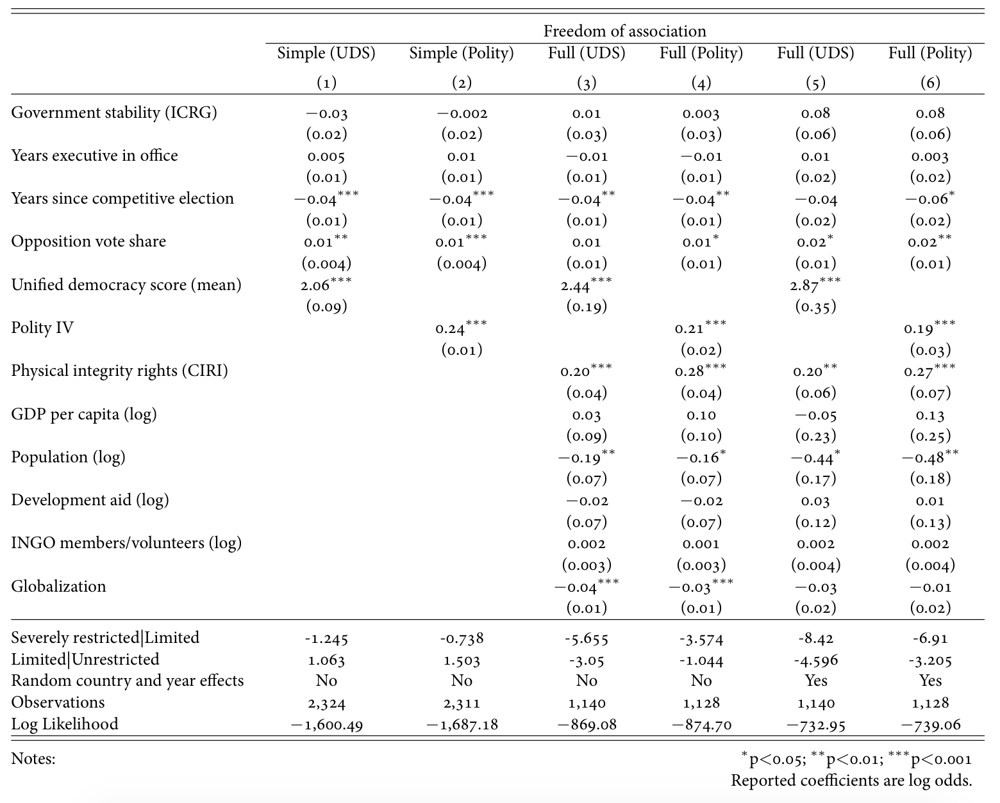 Freedom of association
Simple (UDS) Simple (Polity) Full (UDS) Full (Polity) Full (UDS) Full (Polity)
(1) (2) (3) (4) (5) (6)
Government stability (ICRG) −0.03 −0.002 0.01 0.003 0.08 0.08
(0.02) (0.02) (0.03) (0.03) (0.06) (0.06)
Years executive in office 0.005 0.01 −0.01 −0.01 0.01 0.003
(0.01) (0.01) (0.01) (0.01) (0.02) (0.02)
Years since competitive election −0.04*** −0.04*** −0.04** −0.04** −0.04 −0.06*
(0.01) (0.01) (0.01) (0.01) (0.02) (0.02)
Opposition vote share 0.01** 0.01*** 0.01 0.01* 0.02* 0.02**
(0.004) (0.004) (0.01) (0.01) (0.01) (0.01)
Unified democracy score (mean) 2.06*** 2.44*** 2.87***
(0.09) (0.19) (0.35)
Polity IV 0.24*** 0.21*** 0.19***
(0.01) (0.02) (0.03)
Physical integrity rights (CIRI) 0.20*** 0.28*** 0.20** 0.27***
(0.04) (0.04) (0.06) (0.07)
GDP per capita (log) 0.03 0.10 −0.05 0.13
(0.09) (0.10) (0.23) (0.25)
Population (log) −0.19** −0.16* −0.44* −0.48**
(0.07) (0.07) (0.17) (0.18)
Development aid (log) −0.02 −0.02 0.03 0.01
(0.07) (0.07) (0.12) (0.13)
INGO members/volunteers (log) 0.002 0.001 0.002 0.002
(0.003) (0.003) (0.004) (0.004)
Globalization −0.04*** −0.03*** −0.03 −0.01
(0.01) (0.01) (0.02) (0.02)
Severely restricted|Limited -1.245 -0.738 -5.655 -3.574 -8.42 -6.91
Limited|Unrestricted 1.063 1.503 -3.05 -1.044 -4.596 -3.205
Random country and year effects No No No No Yes Yes
Observations 2,324 2,311 1,140 1,128 1,140 1,128
Log Likelihood −1,600.49 −1,687.18 −869.08 −874.70 −732.95 −739.06
Notes: *p<0.05; **p<0.01; ***p<0.001
Reported coefficients are log odds.